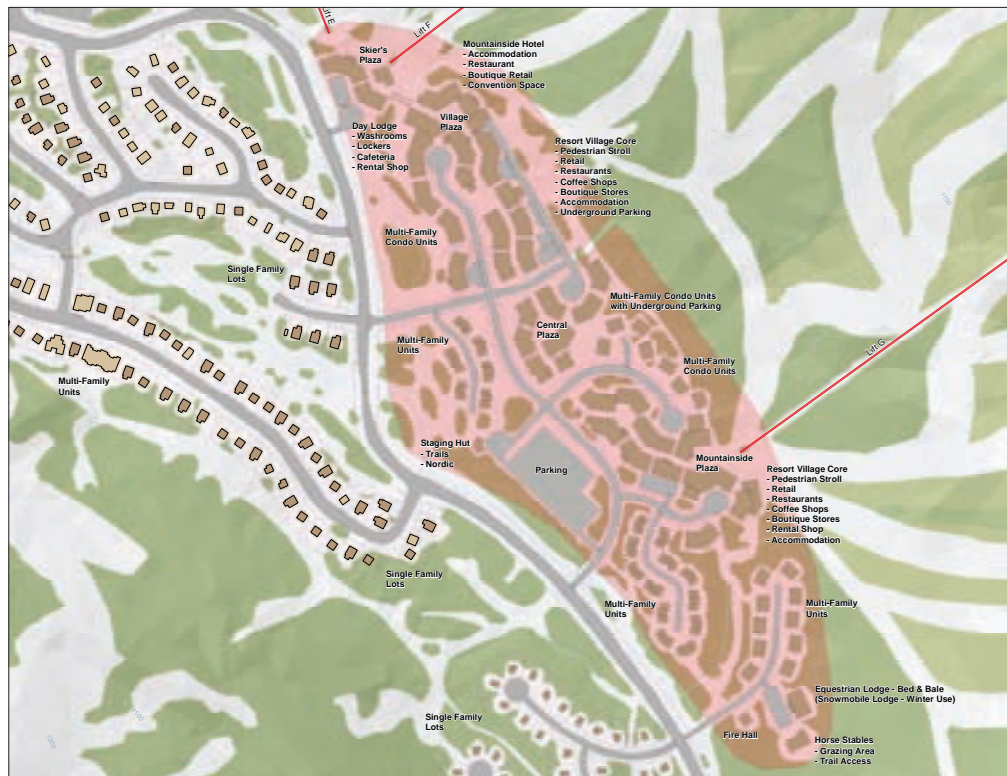 Lift E
Lift F
Skier's
Plaza
Mountainside Hotel
- Accommodation
- Restaurant
- Boutique Retail
- Convention Space
Village
Plaza
Day Lodge
- Washrooms
- Lockers
- Cafeteria
- Rental Shop
Resort Village Core
- Pedestrian Stroll
- Retail
- Restaurants
- Coffee Shops
- Boutique Stores
- Accommodation
- Underground Parking
1100
Multi-Family
Condo Units
Single Family
Lots
Multi-Family Condo Units
with Underground Parking
Central
Plaza
Multi-Family
Units
Lift G
Multi-Family
Condo Units
Multi-Family
Units
Staging Hut
- Trails
- Nordic
Parking
Mountainside
Plaza
Resort Village Core
- Pedestrian Stroll
- Retail
- Restaurants
- Coffee Shops
- Boutique Stores
- Rental Shop
- Accommodation
Single Family
Lots
Multi-Family
Units
Multi-Family
Units
Equestrian Lodge - Bed & Bale
(Snowmobile Lodge - Winter Use)
Single Family
Lots
Fire Hall
Horse Stables
- Grazing Area
- Trail Access